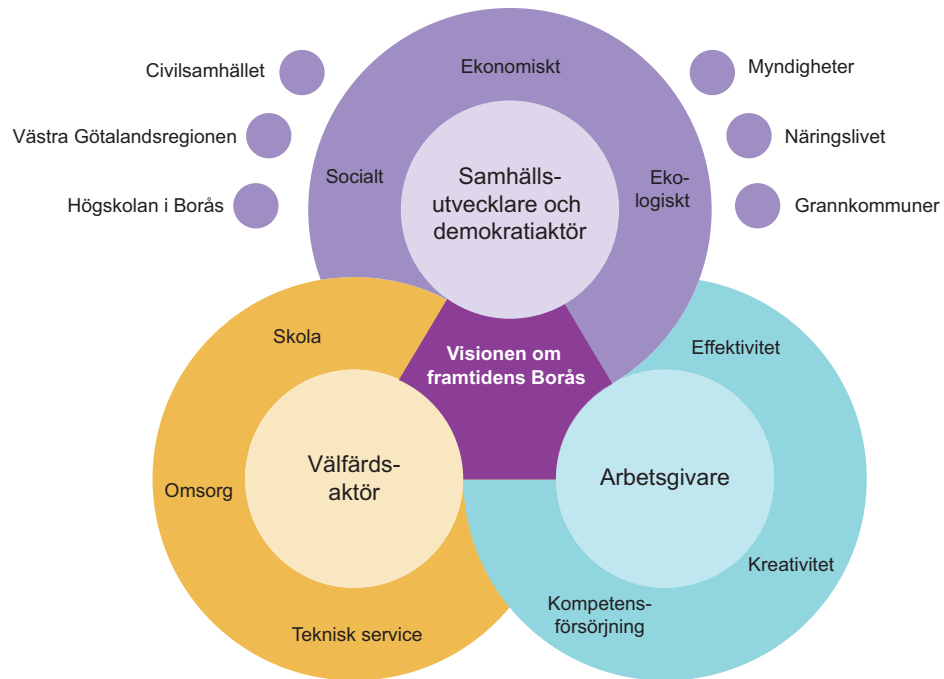 Civilsamhället
Västra Götalandsregionen
Högskolan i Borås
Ekonomiskt
Socialt
Eko-
logiskt
Samhälls-
utvecklare och
demokratiaktör
Myndigheter
Näringslivet
Grannkommuner
Visionen om
framtidens Borås
Skola
Omsorg
Teknisk service
Välfärds-
aktör
Effektivitet
Kreativitet
Kompetens-
försörjning
Arbetsgivare